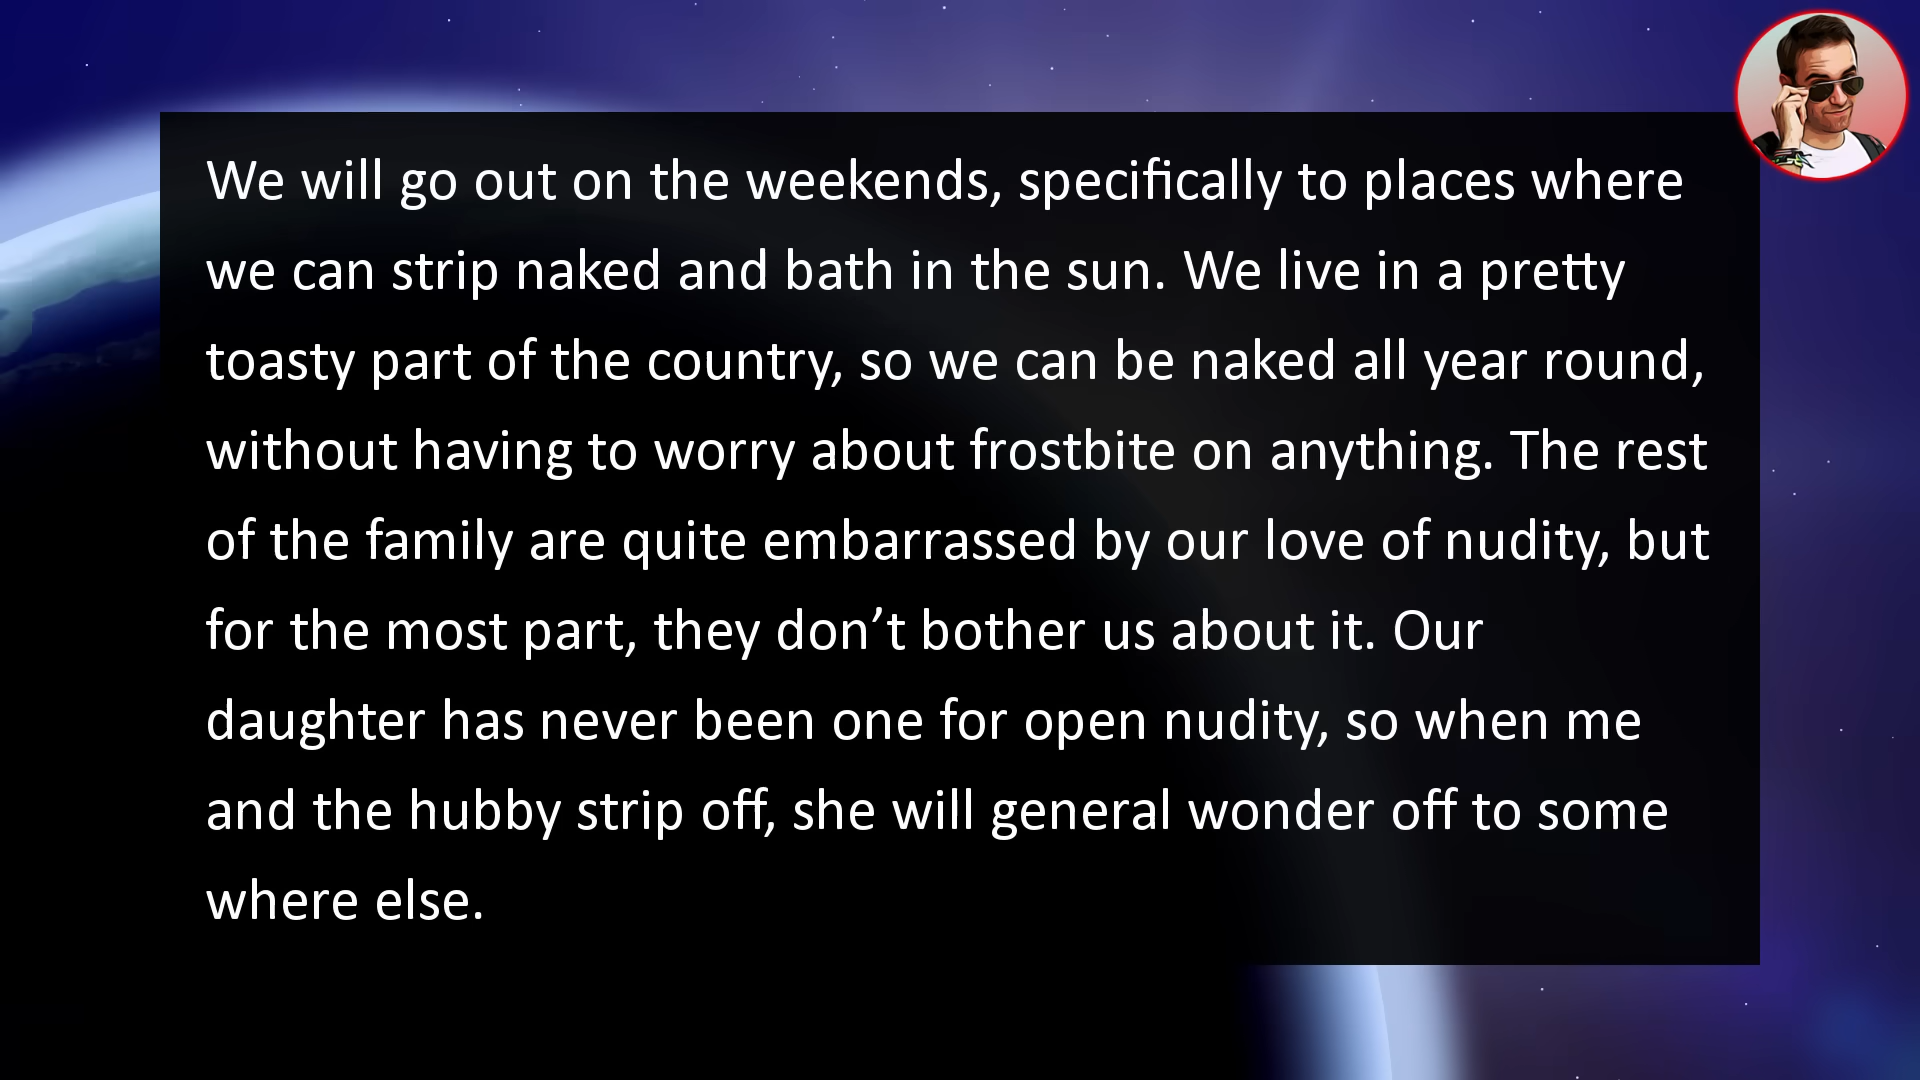 We will go out on the weekends, specifically to places where
we can strip naked and bath in the sun. We live in a pretty
toasty part of the country, so we can be naked all year round,
without having to worry about frostbite on anything. The rest
of the family are quite embarrassed by our love of nudity, but
for the most part, they don’t bother us about it. Our
daughter has never been one for open nudity, so when me
and the hubby strip off, she will general wonder off to some
where else.